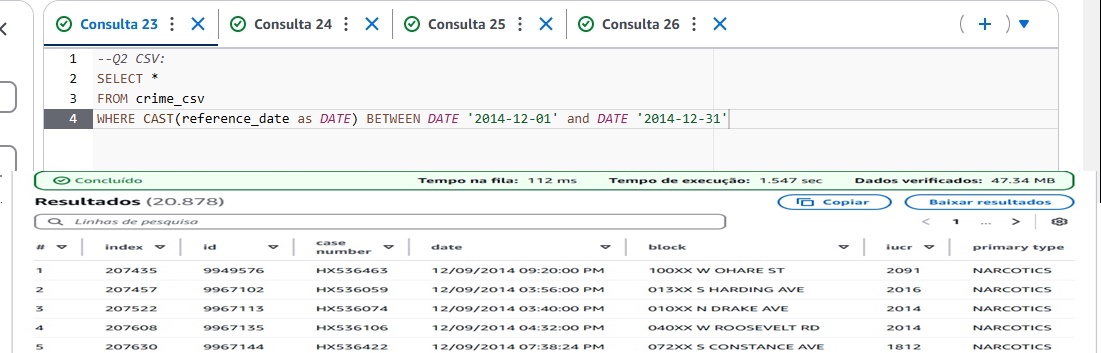 Consulta 23 Consulta 24 Consulta 25 Consulta 26
1 --Q2 CSV:
2 SELECT *
3 FROM crime_csv
4 WHERE CAST(reference_date as DATE) BETWEEN DATE '2014-12-01' and DATE '2014-12-31'
Concluído Tempo na fila: 112 ms Tempo de execução: 1.547 sec Dados verificados: 47.34 MB
Resultados (20.878) Copiar Baixar resultados
Linhas de pesquisa < 1 ... >
# index id case number date block iucr primary type
1 207435 9949576 HX536463 12/09/2014 09:20:00 PM 100XX W OHARE ST 2091 NARCOTICS
2 207457 9967102 HX536059 12/09/2014 03:56:00 PM 013XX S HARDING AVE 2016 NARCOTICS
3 207522 9967113 HX536074 12/09/2014 03:40:00 PM 010XX N DRAKE AVE 2014 NARCOTICS
4 207608 9967135 HX536106 12/09/2014 04:32:00 PM 040XX W ROOSEVELT RD 2014 NARCOTICS
5 207630 9967144 HX536422 12/09/2014 07:38:24 PM 072XX S CONSTANCE AVE 1812 NARCOTICS